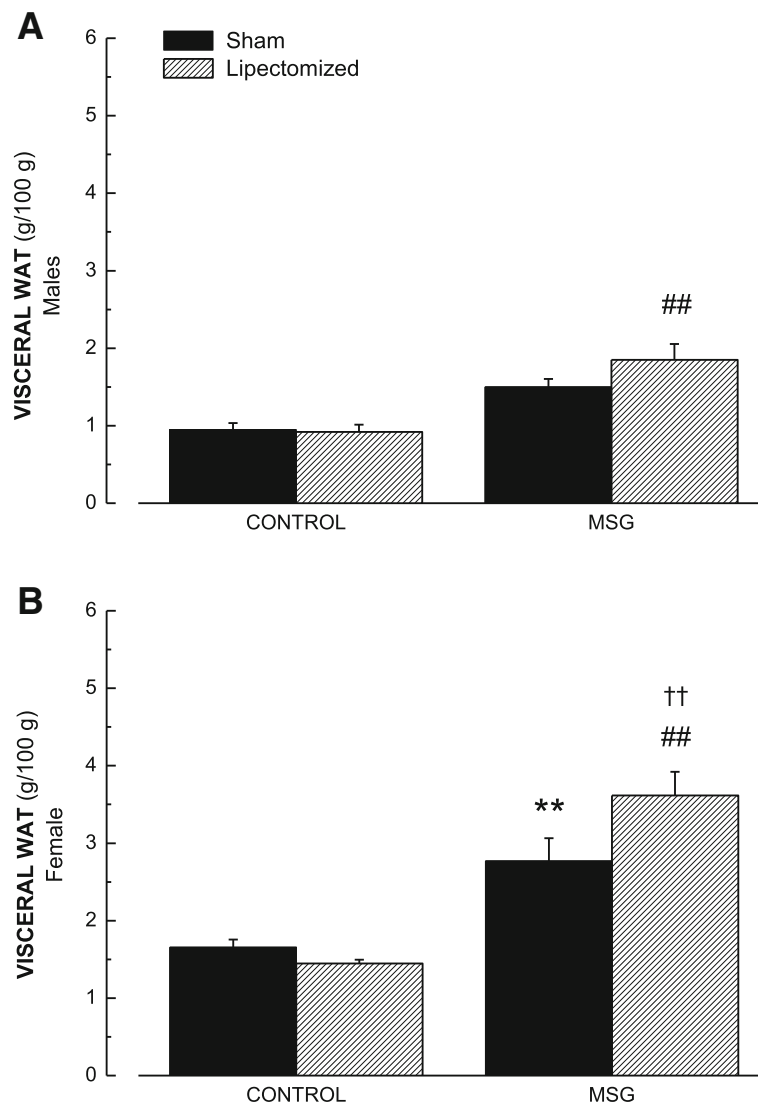 A
Sham
Lipectomized
6
5
4
3
2
1
0
VISCERAL WAT (g/100 g)
Males
##
CONTROL
MSG
B
6
5
4
3
2
1
0
VISCERAL WAT (g/100 g)
Female
††
##
**
CONTROL
MSG